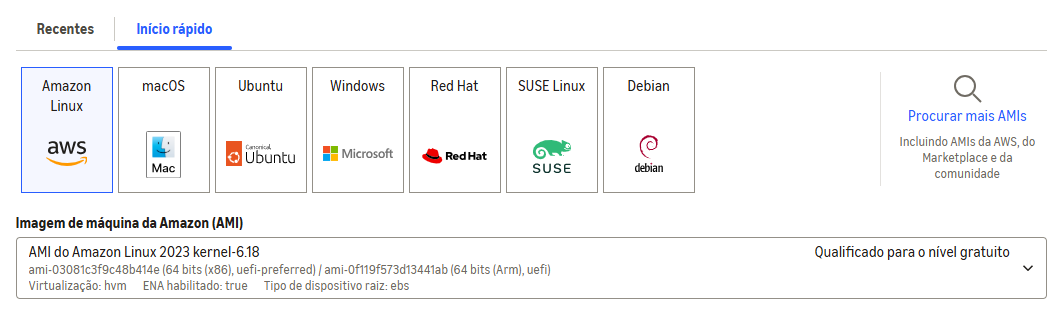 Recentes
Início rápido
Amazon
Linux
aws
macOS
Mac
Ubuntu
Canonical
Ubuntu
Windows
Microsoft
Red Hat
Red Hat
SUSE Linux
SUSE
Debian
debian
Procurar mais AMIs
Incluindo AMIs da AWS, do
Marketplace e da
comunidade
Imagem de máquina da Amazon (AMI)
AMI do Amazon Linux 2023 kernel-6.18
Qualificado para o nível gratuito
ami-03081c3f9c48b414e (64 bits (x86), uefi-preferred) / ami-0f119f573d13441ab (64 bits (Arm), uefi)
Virtualização: hvm ENA habilitado: true Tipo de dispositivo raiz: ebs